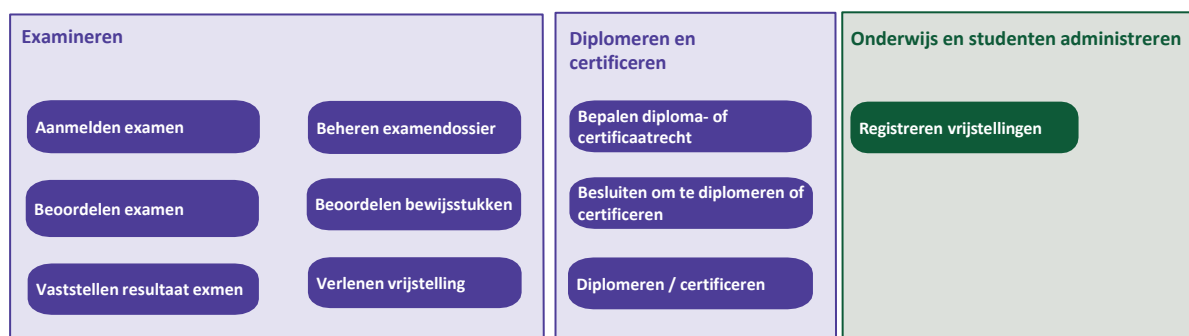 Examineren
Aanmelden examen
Beheren examendossier
Beoordelen examen
Beoordelen bewijsstukken
Vaststellen resultaat exmen
Verlenen vrijstelling
Diplomeren en
certificeren
Bepalen diploma- of
certificaatrecht
Besluiten om te diplomeren of
certificeren
Diplomeren / certificeren
Onderwijs en studenten administreren
Registreren vrijstellingen